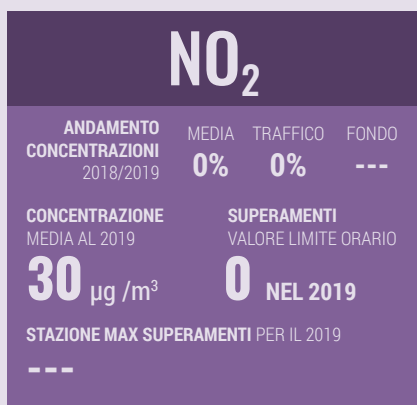 NO₂
ANDAMENTO CONCENTRAZIONI 2018/2019
MEDIA TRAFFICO FONDO
0% 0% ---
CONCENTRAZIONE MEDIA AL 2019
30 µg /m³
SUPERAMENTI VALORE LIMITE ORARIO
0 NEL 2019
STAZIONE MAX SUPERAMENTI PER IL 2019
---